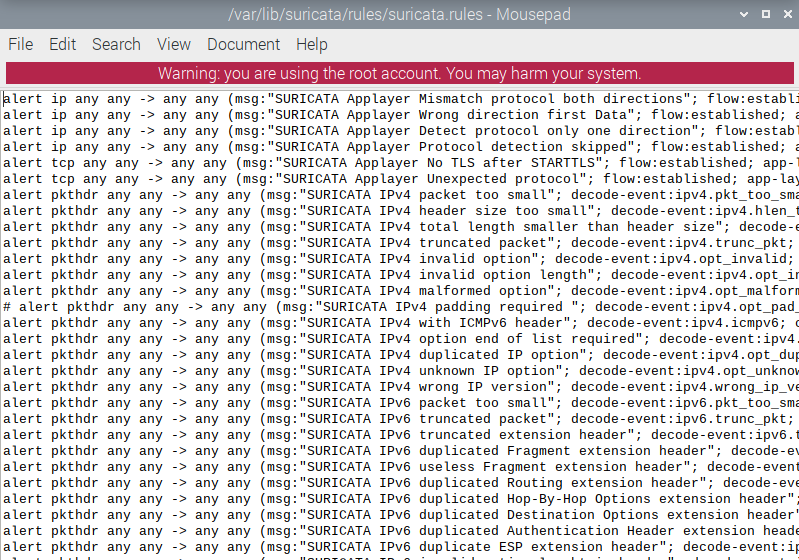 /var/lib/suricata/rules/suricata.rules - Mousepad
File Edit Search View Document Help
Warning: you are using the root account. You may harm your system.
alert ip any any -> any any (msg:"SURICATA Applayer Mismatch protocol both directions"; flow:establi
alert ip any any -> any any (msg:"SURICATA Applayer Wrong direction first Data"; flow:established; a
alert ip any any -> any any (msg:"SURICATA Applayer Detect protocol only one direction"; flow:establ
alert ip any any -> any any (msg:"SURICATA Applayer Protocol detection skipped"; flow:established; a
alert tcp any any -> any any (msg:"SURICATA Applayer No TLS after STARTTLS"; flow:established; app-l
alert tcp any any -> any any (msg:"SURICATA Applayer Unexpected protocol"; flow:established; app-lay
alert pkthdr any any -> any any (msg:"SURICATA IPv4 packet too small"; decode-event:ipv4.pkt_too_sma
alert pkthdr any any -> any any (msg:"SURICATA IPv4 header size too small"; decode-event:ipv4.hlen_t
alert pkthdr any any -> any any (msg:"SURICATA IPv4 total length smaller than header size"; decode-e
alert pkthdr any any -> any any (msg:"SURICATA IPv4 truncated packet"; decode-event:ipv4.trunc_pkt;
alert pkthdr any any -> any any (msg:"SURICATA IPv4 invalid option"; decode-event:ipv4.opt_invalid;
alert pkthdr any any -> any any (msg:"SURICATA IPv4 invalid option length"; decode-event:ipv4.opt_in
alert pkthdr any any -> any any (msg:"SURICATA IPv4 malformed option"; decode-event:ipv4.opt_malform
# alert pkthdr any any -> any any (msg:"SURICATA IPv4 padding required "; decode-event:ipv4.opt_pad_
alert pkthdr any any -> any any (msg:"SURICATA IPv4 with ICMPv6 header"; decode-event:ipv4.icmpv6; c
alert pkthdr any any -> any any (msg:"SURICATA IPv4 option end of list required"; decode-event:ipv4.
alert pkthdr any any -> any any (msg:"SURICATA IPv4 duplicated IP option"; decode-event:ipv4.opt_dup
alert pkthdr any any -> any any (msg:"SURICATA IPv4 unknown IP option"; decode-event:ipv4.opt_unknow
alert pkthdr any any -> any any (msg:"SURICATA IPv4 wrong IP version"; decode-event:ipv4.wrong_ip_ve
alert pkthdr any any -> any any (msg:"SURICATA IPv6 packet too small"; decode-event:ipv6.pkt_too_sma
alert pkthdr any any -> any any (msg:"SURICATA IPv6 truncated packet"; decode-event:ipv6.trunc_pkt;
alert pkthdr any any -> any any (msg:"SURICATA IPv6 truncated extension header"; decode-event:ipv6.t
alert pkthdr any any -> any any (msg:"SURICATA IPv6 duplicated Fragment extension header"; decode-ev
alert pkthdr any any -> any any (msg:"SURICATA IPv6 useless Fragment extension header"; decode-event
alert pkthdr any any -> any any (msg:"SURICATA IPv6 duplicated Routing extension header"; decode-eve
alert pkthdr any any -> any any (msg:"SURICATA IPv6 duplicated Hop-By-Hop Options extension header";
alert pkthdr any any -> any any (msg:"SURICATA IPv6 duplicated Destination Options extension header"
alert pkthdr any any -> any any (msg:"SURICATA IPv6 duplicated Authentication Header extension heade
alert pkthdr any any -> any any (msg:"SURICATA IPv6 duplicate ESP extension header"; decode-event:ip